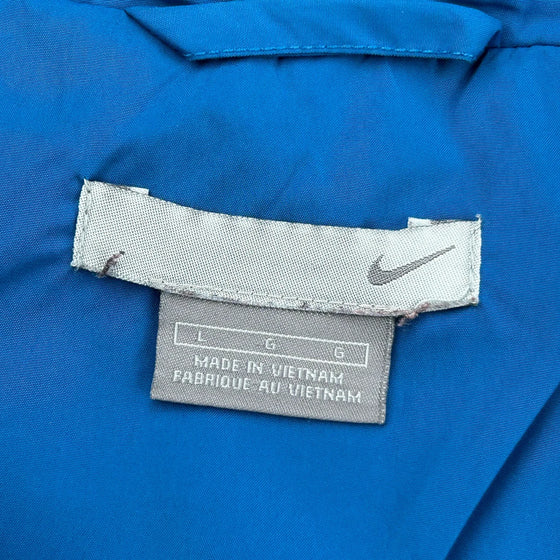 L G G
MADE IN VIETNAM
FABRIQUE AU VIETNAM